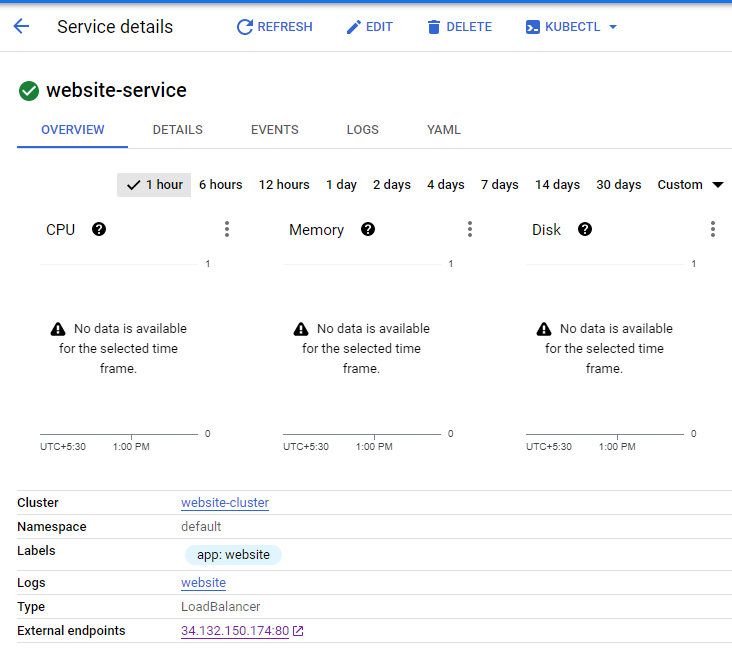 Service details REFRESH EDIT DELETE KUBECTL
website-service
OVERVIEW DETAILS EVENTS LOGS YAML
1 hour 6 hours 12 hours 1 day 2 days 4 days 7 days 14 days 30 days Custom
CPU Memory Disk
1 1 1
No data is available
for the selected time
frame.
No data is available
for the selected time
frame.
No data is available
for the selected time
frame.
0 0 0
UTC+5:30 1:00 PM UTC+5:30 1:00 PM UTC+5:30 1:00 PM
Cluster website-cluster
Namespace default
Labels app: website
Logs website
Type LoadBalancer
External endpoints 34.132.150.174:80